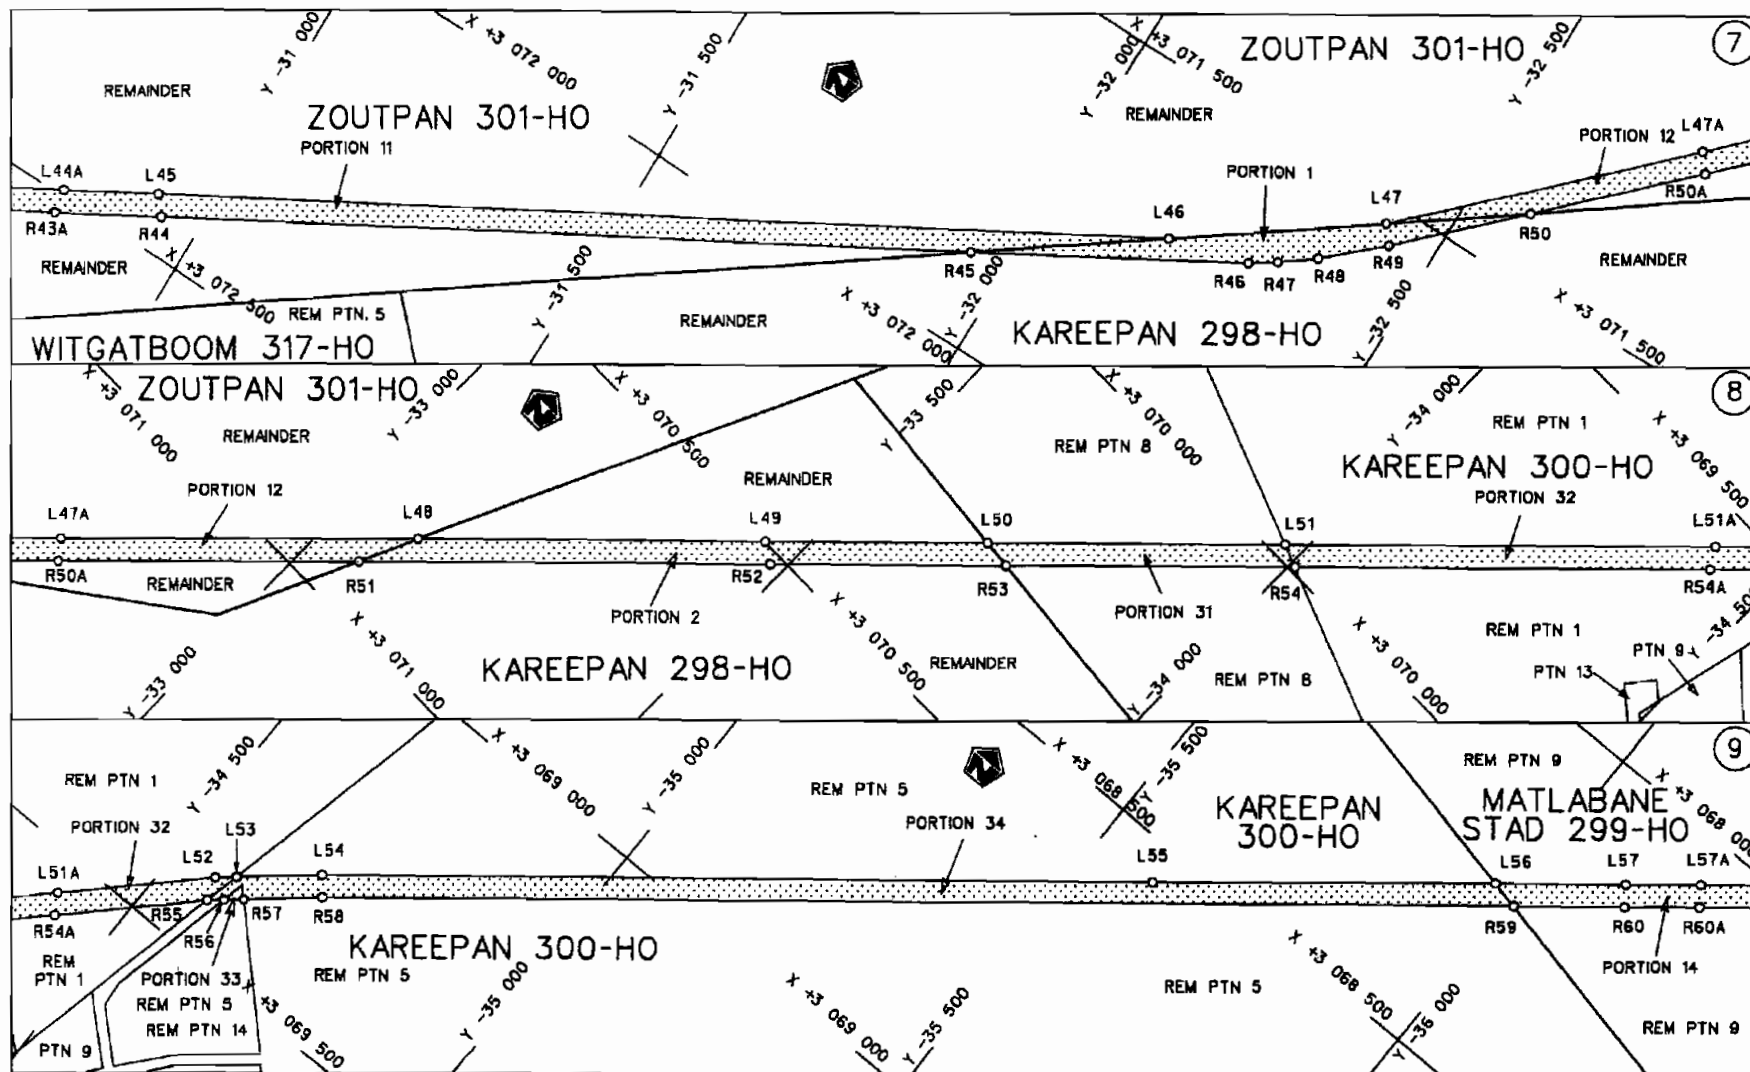 Y -31 000
X +3 072 000
Y -31 500
Y -32 000
X +3 071 500
ZOUTPAN 301-HO
Y -32 500
7
REMAINDER
ZOUTPAN 301-HO
PORTION 11
REMAINDER
PORTION 12
L47A
L44A
L45
PORTION 1
L46
L47
R50A
R43A
R44
R45
R46
R47
R48
R49
R50
REMAINDER
X +3 072 500
REM PTN. 5
Y -31 500
REMAINDER
X +3 072 000
Y -32 000
KAREEPAN 298-HO
Y -32 500
REMAINDER
X +3 071 500
WITGATBOOM 317-HO
X +3 071 000
ZOUTPAN 301-HO
Y -33 000
X +3 070 500
Y -33 500
X +3 070 000
Y -34 000
8
REMAINDER
REM PTN 8
REM PTN 1
X +3 069 500
KAREEPAN 300-HO
PORTION 12
REMAINDER
PORTION 32
L47A
L48
L49
L50
L51
L51A
R50A
REMAINDER
R51
R52
R53
R54
R54A
PORTION 2
PORTION 31
REM PTN 1
Y -34 50
X +3 071 000
X +3 070 500
X +3 070 000
Y -33 000
KAREEPAN 298-HO
REMAINDER
Y -34 000
REM PTN 8
PTN 13
PTN 9
REM PTN 1
Y -34 500
X +3 069 000
Y -35 000
REM PTN 5
X +3 068 500
Y -35 500
REM PTN 9
9
X +3 068 000
KAREEPAN
300-HO
MATLABANE
STAD 299-HO
PORTION 32
L53
PORTION 34
L51A
L52
L54
L55
L56
L57
L57A
R54A
R55
R56
R57
R58
R59
R60
R60A
KAREEPAN 300-HO
REM
PTN 1
PORTION 33
REM PTN 5
REM PTN 5
REM PTN 14
PTN 9
X +3 069 500
Y -35 000
X +3 069 000
Y -35 500
REM PTN 5
X +3 068 500
Y -36 000
PORTION 14
REM PTN 9